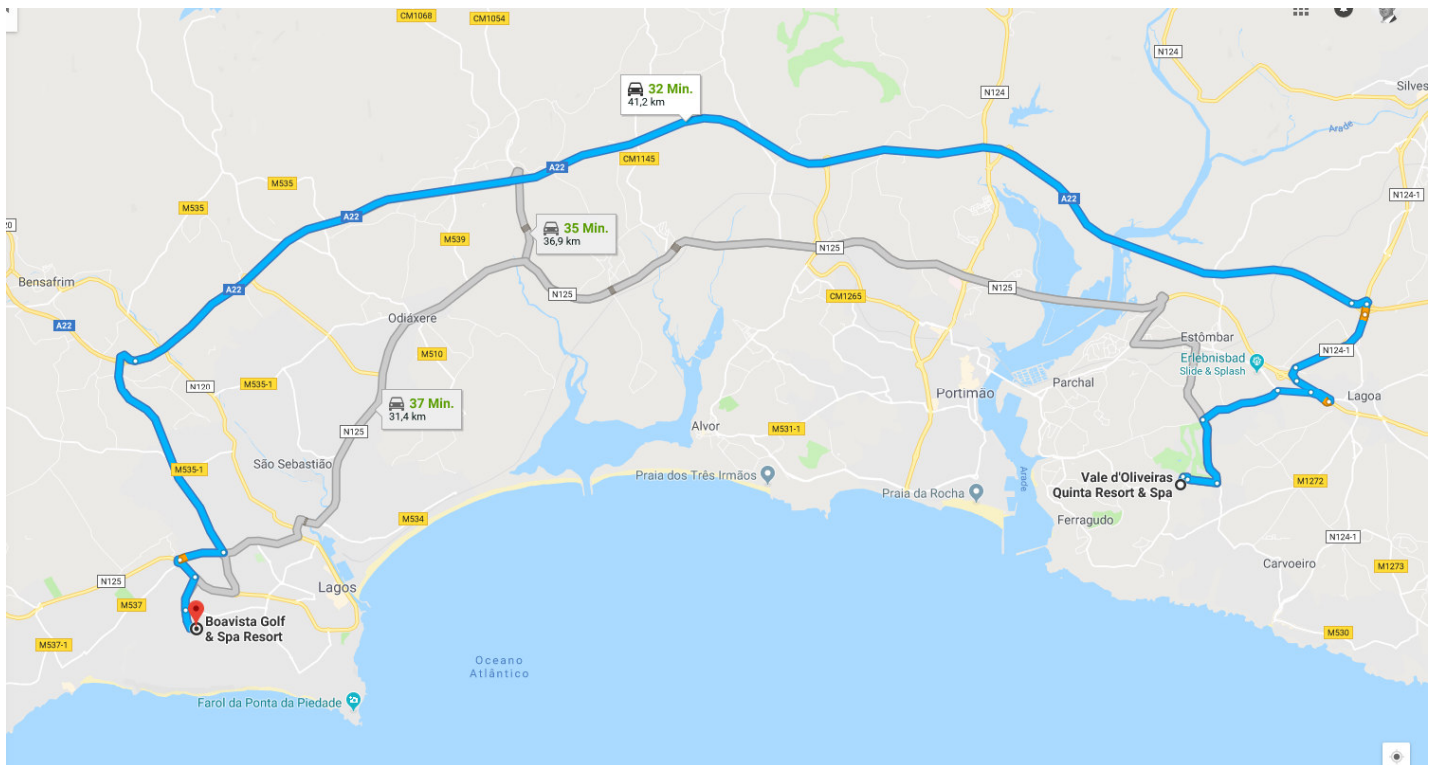 CM1068
CM1054
N124
32 Min.
41,2 km
N124
Silves
Arade
A22
CM1145
M535
N124-1
M535
A22
A22
35 Min.
36,9 km
M539
N125
Bensafrim
A22
N125
N125
CM1265
Odiáxere
A22
Estômbar
M510
Erlebnisbad
Slide & Splash
N124-1
N120
M535-1
Parchal
Portimão
Lagoa
37 Min.
31,4 km
N125
Alvor
M531-1
São Sebastião
M535-1
Praia dos Três Irmãos
Arade
Vale d'Oliveiras
Quinta Resort & Spa
M1272
Praia da Rocha
M534
Ferragudo
N124-1
Carvoeiro
M1273
N125
Lagos
M537
Boavista Golf
& Spa Resort
M530
M537-1
Oceano
Atlântico
Farol da Ponta da Piedade